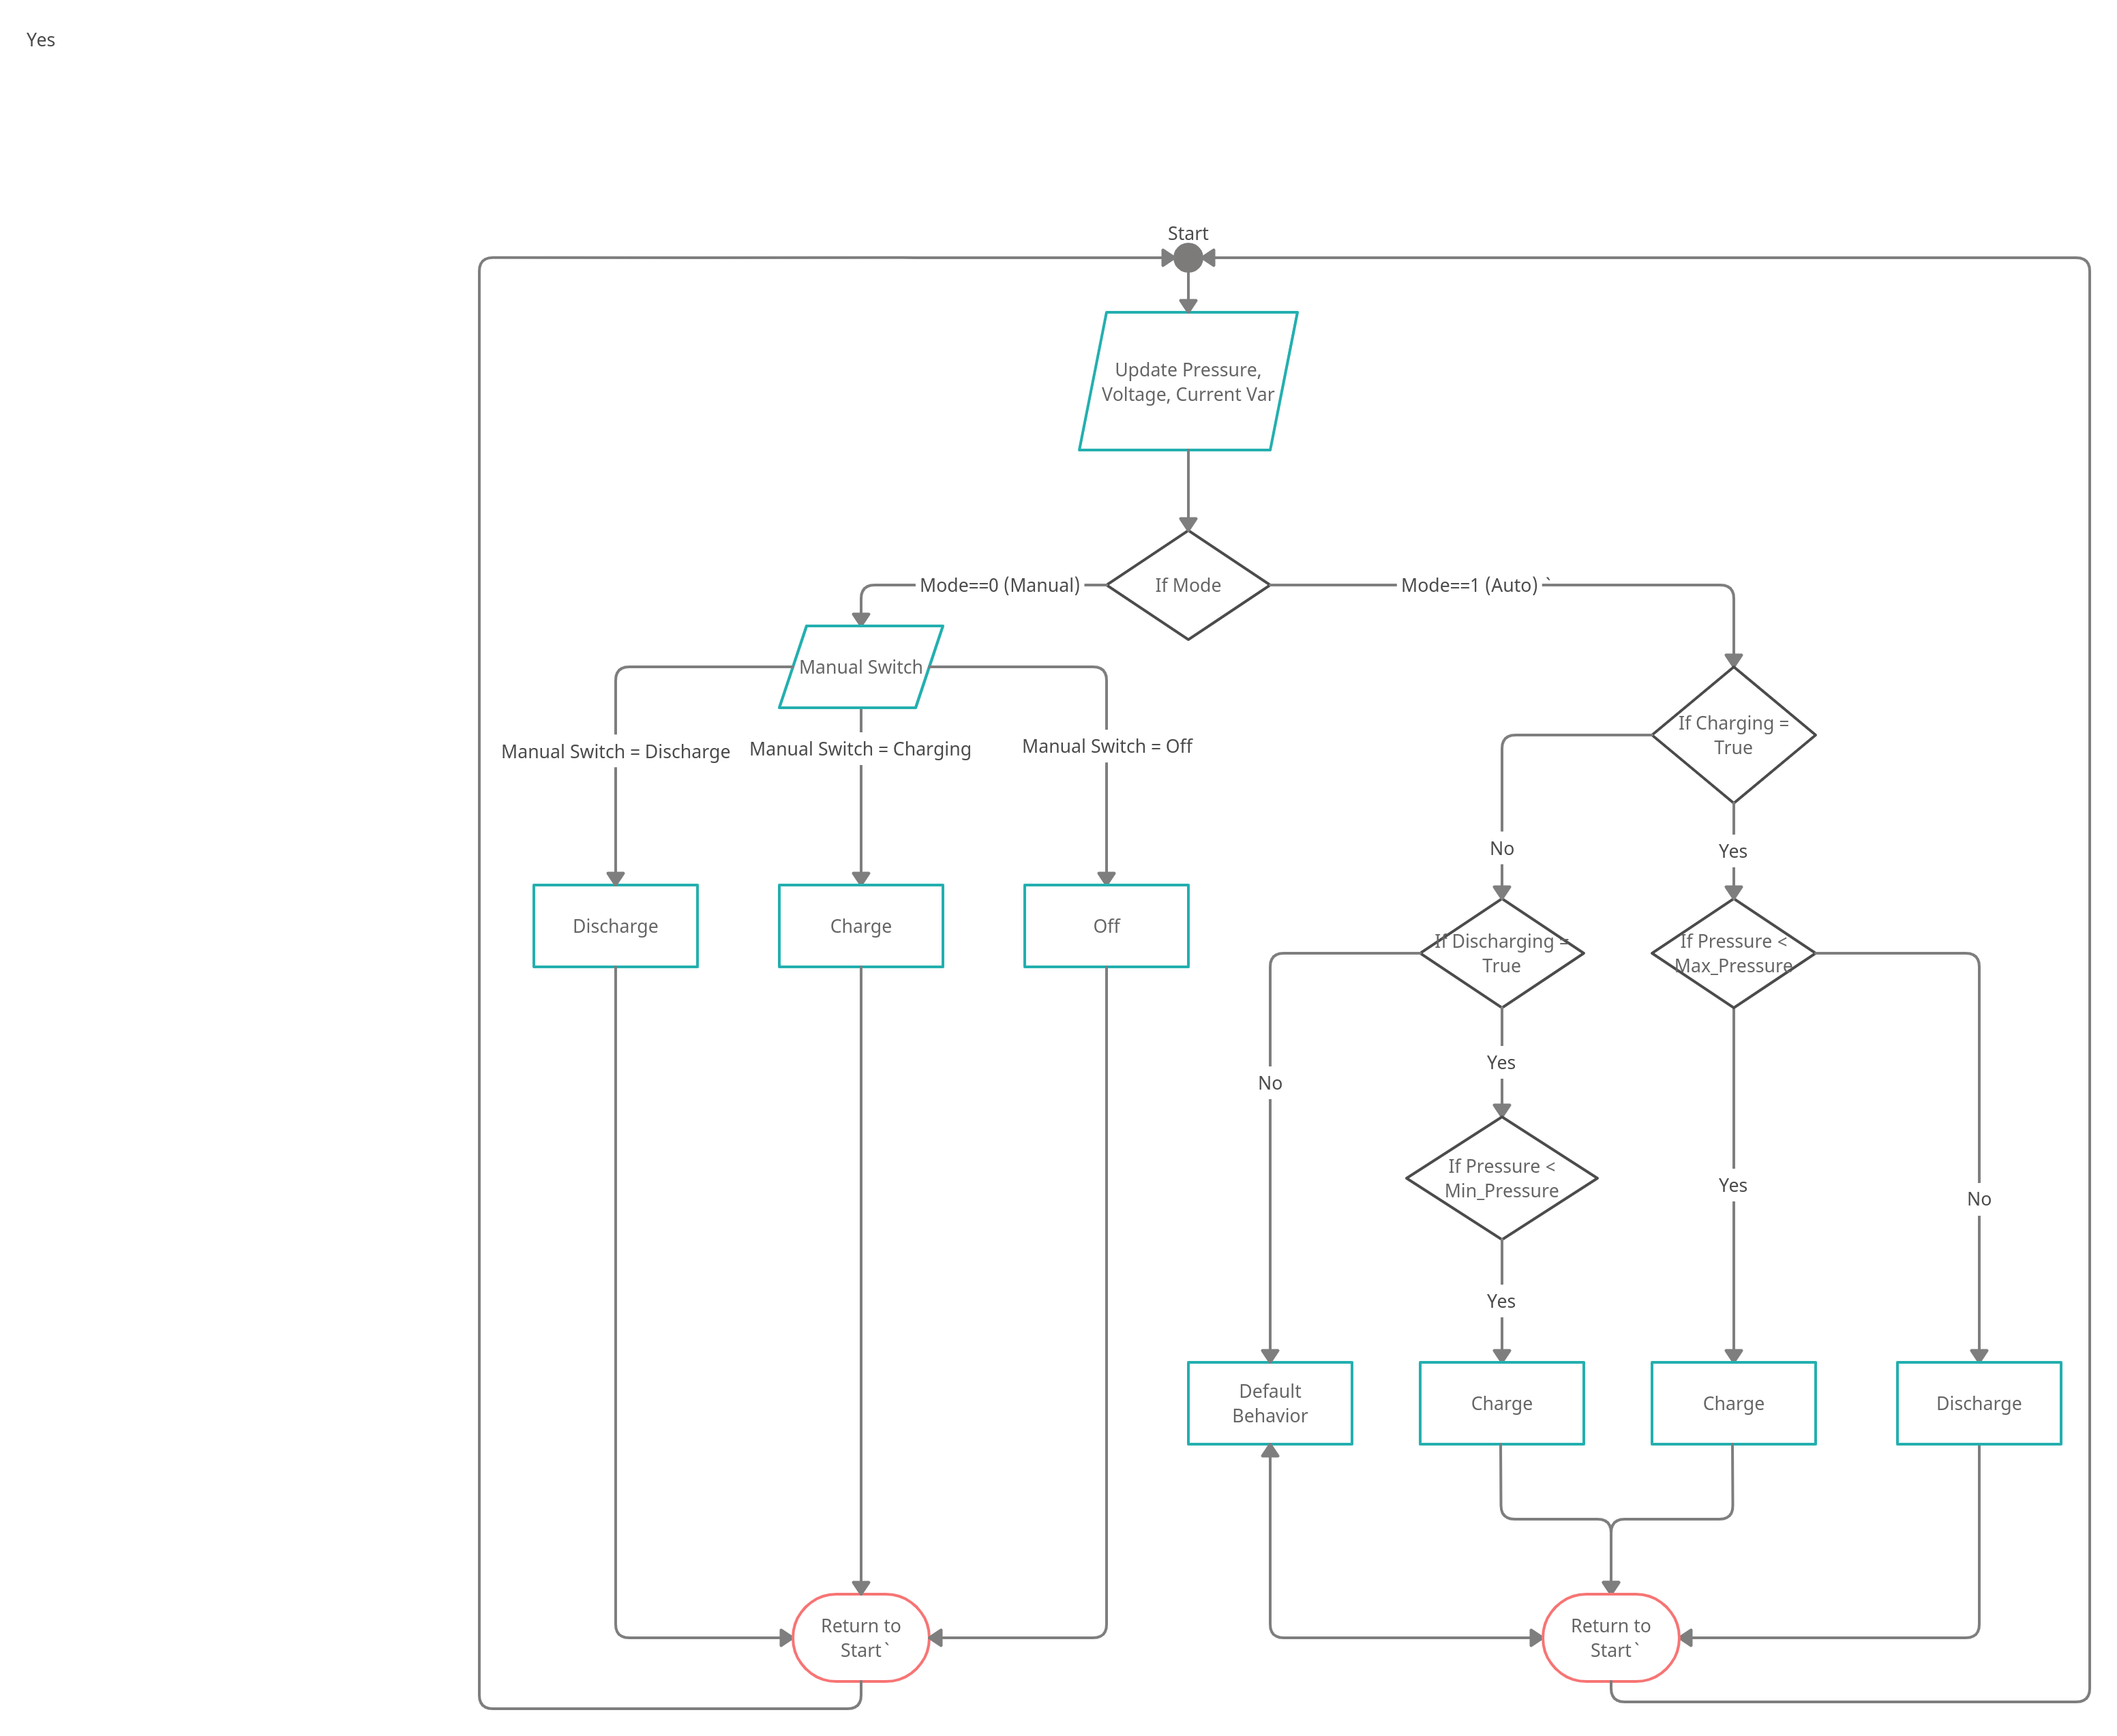 Yes
Start
Update Pressure,
Voltage, Current Var
If Mode
Mode==0 (Manual)
Mode==1 (Auto) `
Manual Switch
If Charging =
True
Manual Switch = Discharge
Manual Switch = Charging
Manual Switch = Off
No
Yes
Discharge
Charge
Off
If Discharging =
True
If Pressure <
Max_Pressure
No
Yes
If Pressure <
Min_Pressure
Yes
No
Yes
Default
Behavior
Charge
Charge
Discharge
Return to
Start`
Return to
Start`